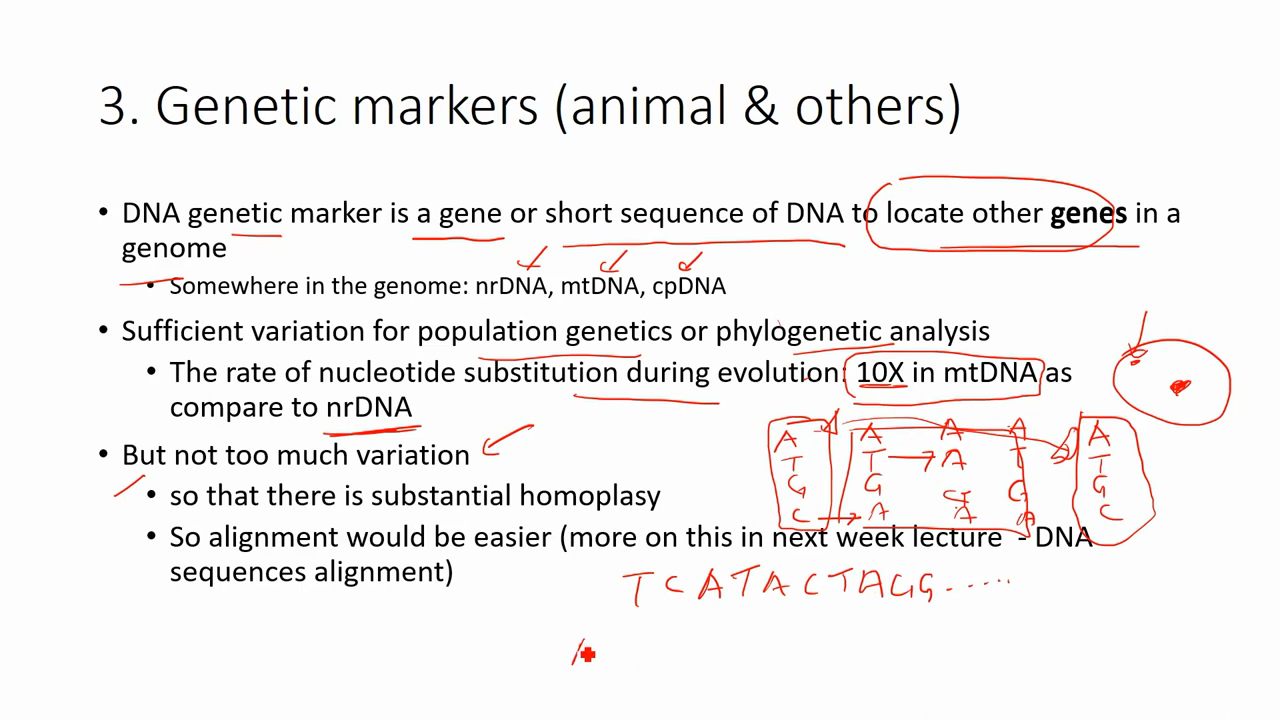 3. Genetic markers (animal & others)
• DNA genetic marker is a gene or short sequence of DNA to locate other genes in a
genome
• Somewhere in the genome: nrDNA, mtDNA, cpDNA
• Sufficient variation for population genetics or phylogenetic analysis
• The rate of nucleotide substitution during evolution: 10X in mtDNA as
compare to nrDNA
A A A A A
• But not too much variation
T T A T T
• so that there is substantial homoplasy
G G G G G
C A A A C
• So alignment would be easier (more on this in next week lecture - DNA
sequences alignment)
TCATACTAGG.....